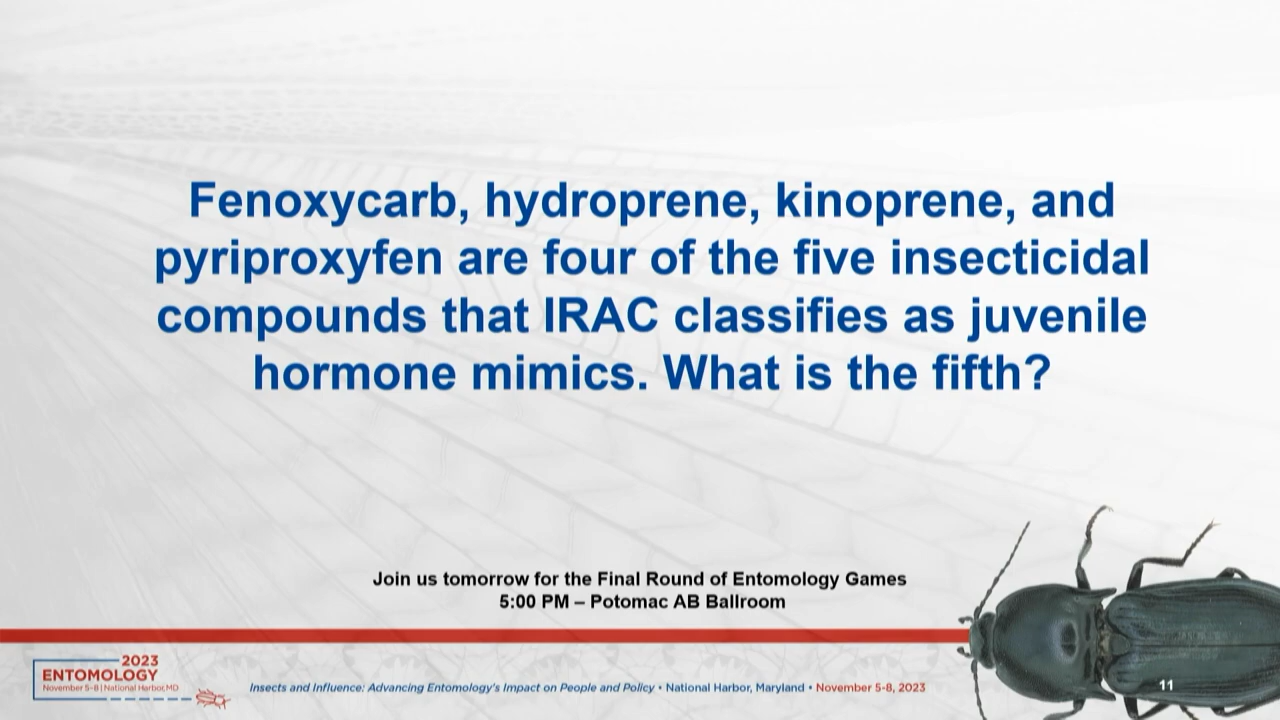 Fenoxycarb, hydroprene, kinoprene, and
pyriproxyfen are four of the five insecticidal
compounds that IRAC classifies as juvenile
hormone mimics. What is the fifth?
Join us tomorrow for the Final Round of Entomology Games
5:00 PM – Potomac AB Ballroom
2023
ENTOMOLOGY
November 5-8 | National Harbor, MD
Insects and Influence: Advancing Entomology's Impact on People and Policy • National Harbor, Maryland • November 5-8, 2023
11